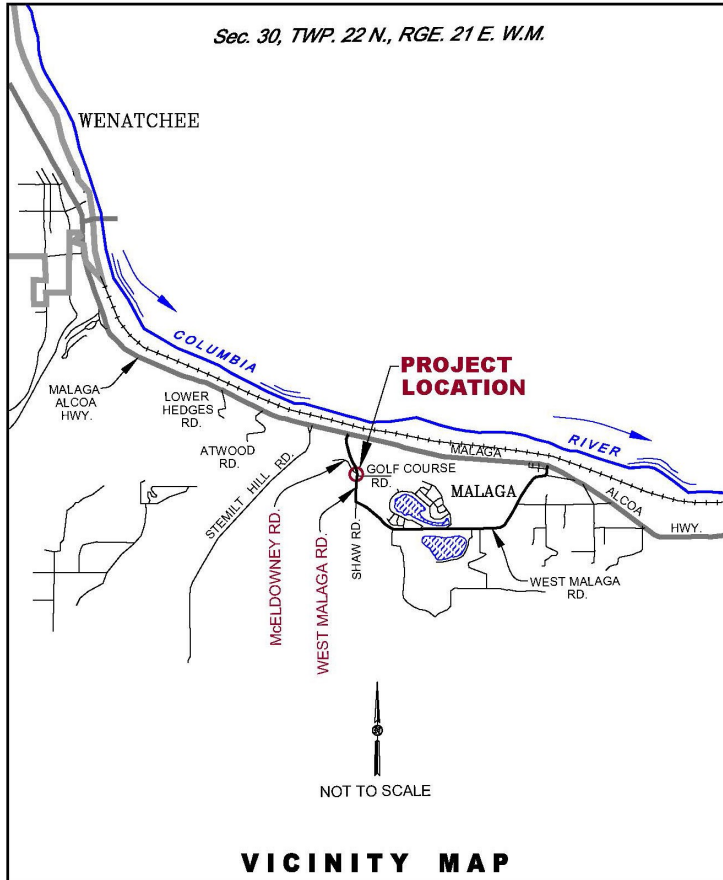 Sec. 30, TWP. 22 N., RGE. 21 E. W.M.
WENATCHEE
COLUMBIA
PROJECT
LOCATION
MALAGA
ALCOA
HWY.
LOWER
HEDGES
RD.
ATWOOD
RD.
STEMILT HILL RD.
McELDOWNEY RD.
WEST MALAGA RD.
SHAW RD.
GOLF COURSE
RD.
MALAGA
RIVER
MALAGA
ALCOA
HWY.
WEST MALAGA
RD.
NOT TO SCALE
VICINITY MAP